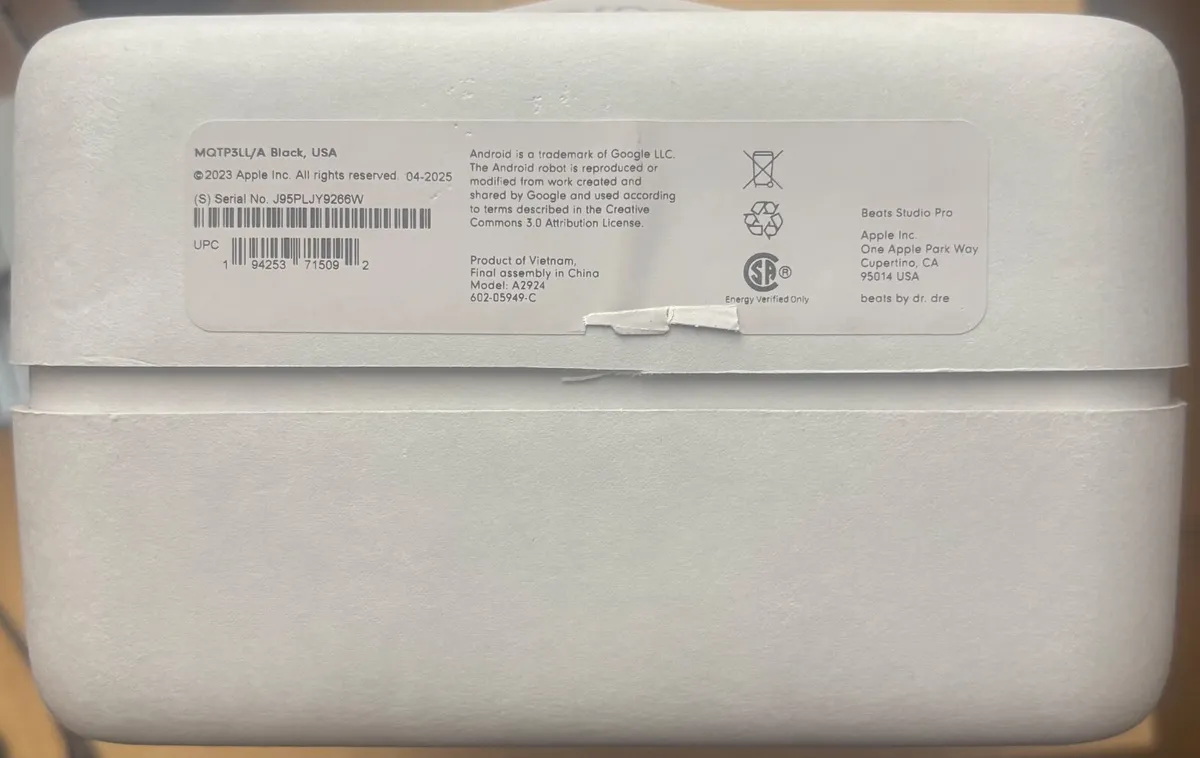 MQTP3LL/A Black, USA
©2023 Apple Inc. All rights reserved. 04-2025
(S) Serial No. J95PLJY9266W
UPC
1 94253 71509 2
Android is a trademark of Google LLC.
The Android robot is reproduced or
modified from work created and
shared by Google and used according
to terms described in the Creative
Commons 3.0 Attribution License.
Product of Vietnam,
Final assembly in China
Model: A2924
602-05949-C
SA®
Energy Verified Only
Beats Studio Pro
Apple Inc.
One Apple Park Way
Cupertino, CA
95014 USA
beats by dr. dre